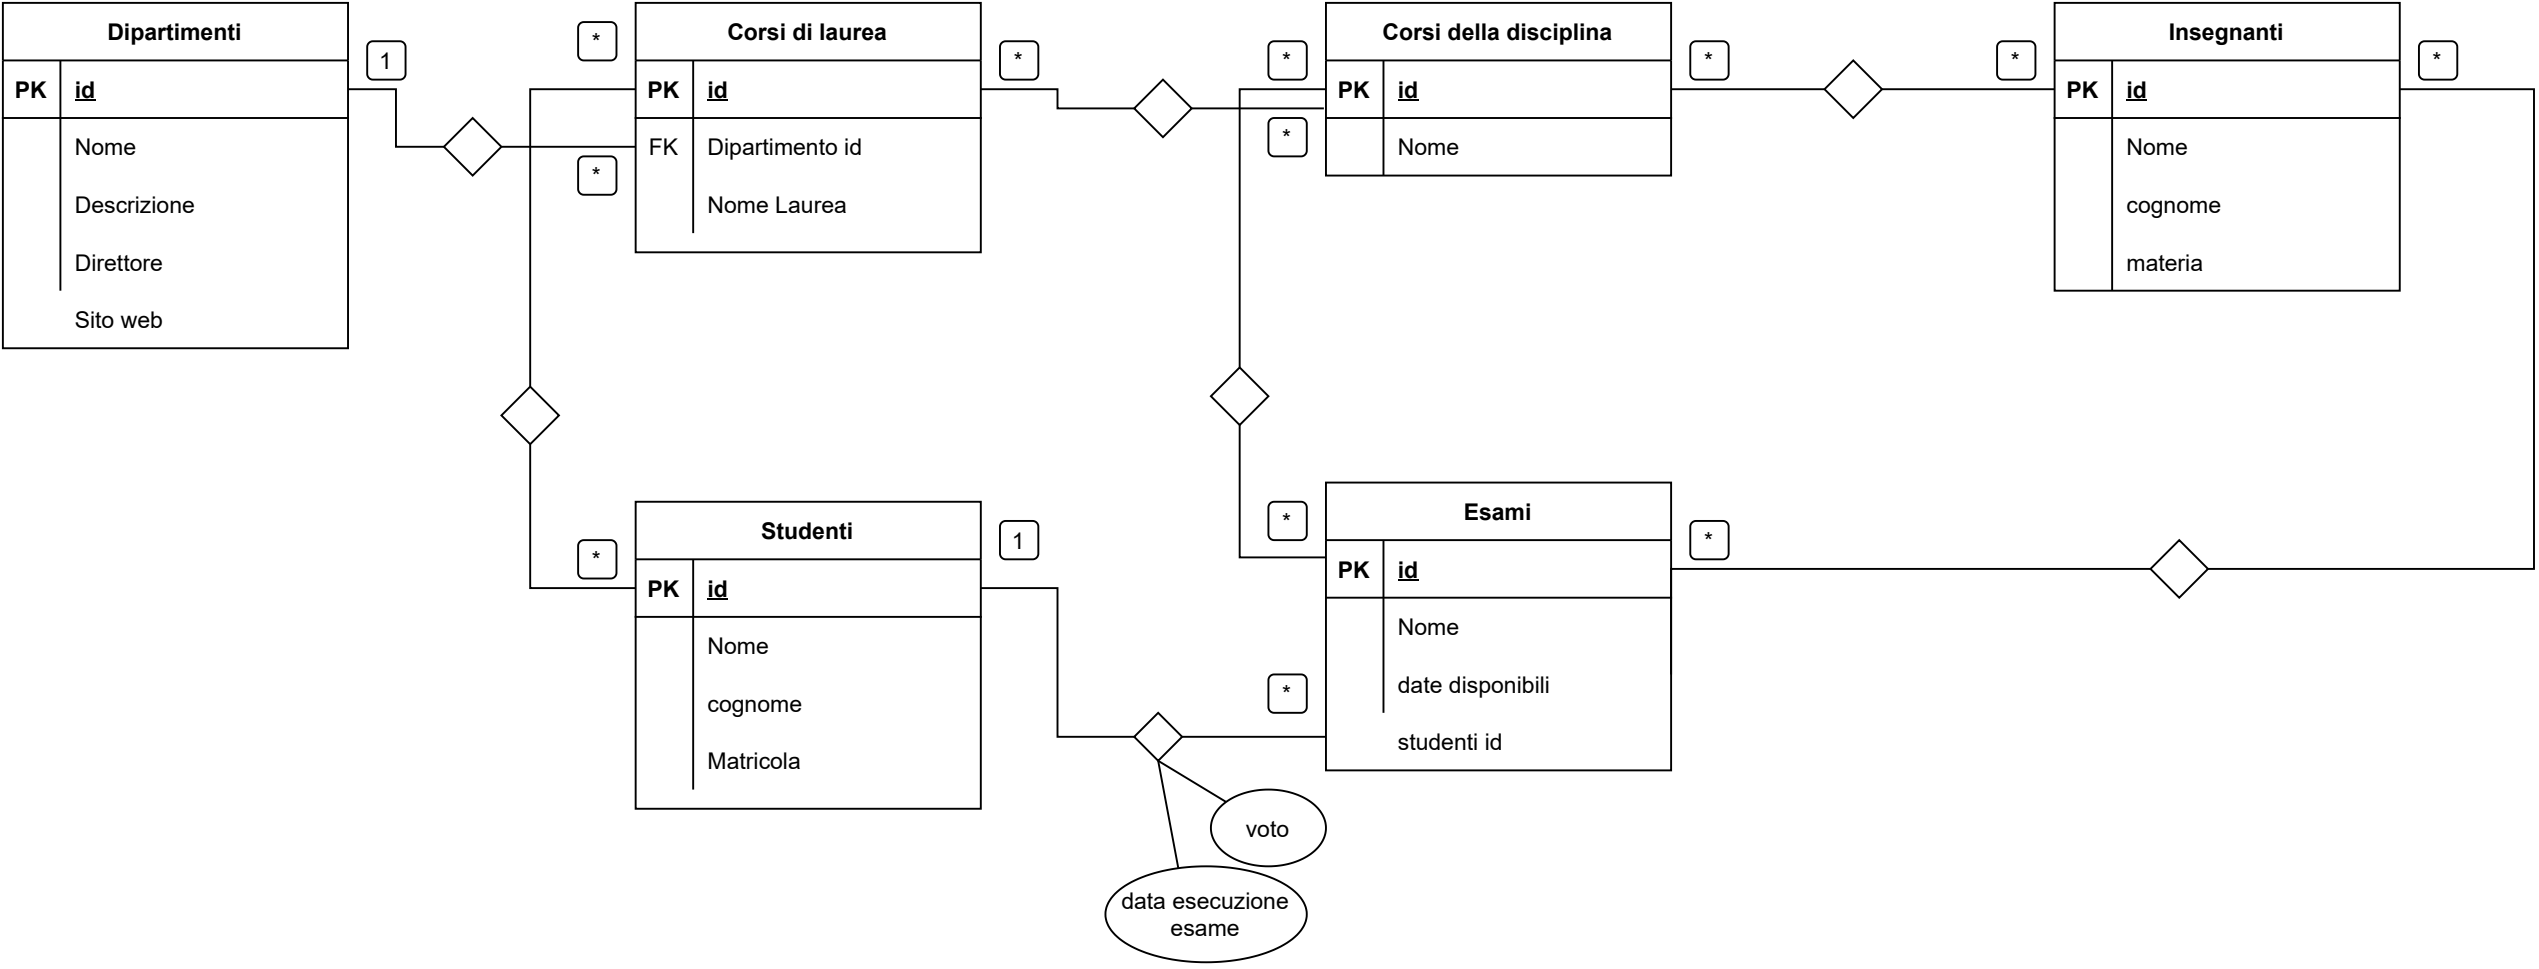 Dipartimenti
1
PK id
Nome
Descrizione
Direttore
Sito web
*
*
Corsi di laurea
PK id
FK Dipartimento id
Nome Laurea
*
*
*
Corsi della disciplina
PK id
Nome
*
*
Insegnanti
PK id
Nome
cognome
materia
*
*
Studenti
PK id
Nome
cognome
Matricola
1
*
*
Esami
PK id
Nome
date disponibili
studenti id
*
voto
data esecuzione
esame